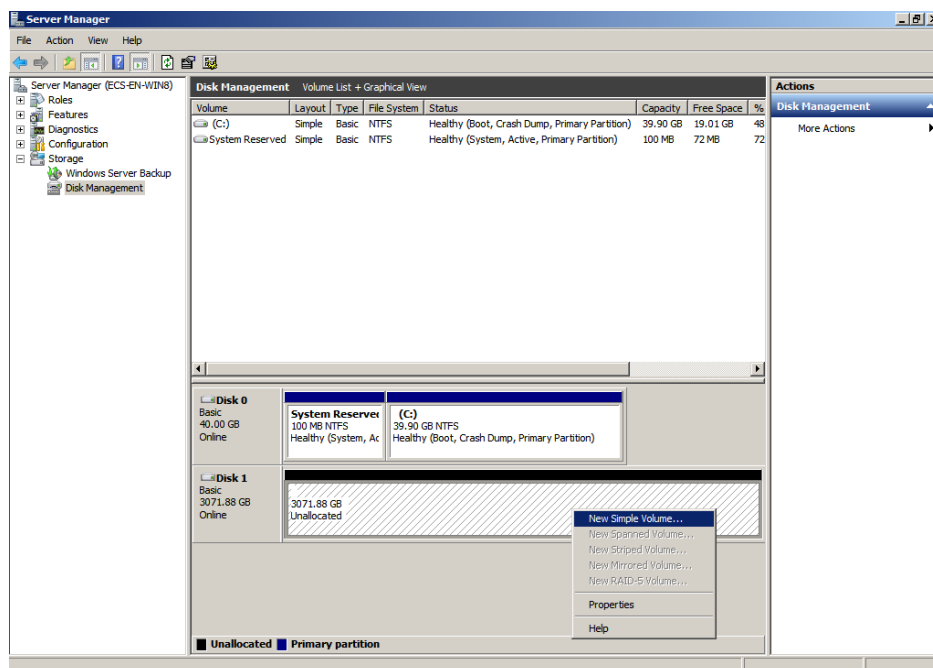 Server Manager
File Action View Help
Server Manager (ECS-EN-WIN8)
Roles
Features
Diagnostics
Configuration
Storage
Windows Server Backup
Disk Management
Disk Management Volume List + Graphical View
Volume Layout Type File System Status Capacity Free Space %
(C:) Simple Basic NTFS Healthy (Boot, Crash Dump, Primary Partition) 39.90 GB 19.01 GB 48
System Reserved Simple Basic NTFS Healthy (System, Active, Primary Partition) 100 MB 72 MB 72
Disk 0
Basic
40.00 GB
Online
System Reserved
100 MB NTFS
Healthy (System, Ac
(C:)
39.90 GB NTFS
Healthy (Boot, Crash Dump, Primary Partition)
Disk 1
Basic
3071.88 GB
Online
3071.88 GB
Unallocated
New Simple Volume...
New Spanned Volume...
New Striped Volume...
New Mirrored Volume...
New RAID-5 Volume...
Properties
Help
Unallocated Primary partition
Actions
Disk Management
More Actions